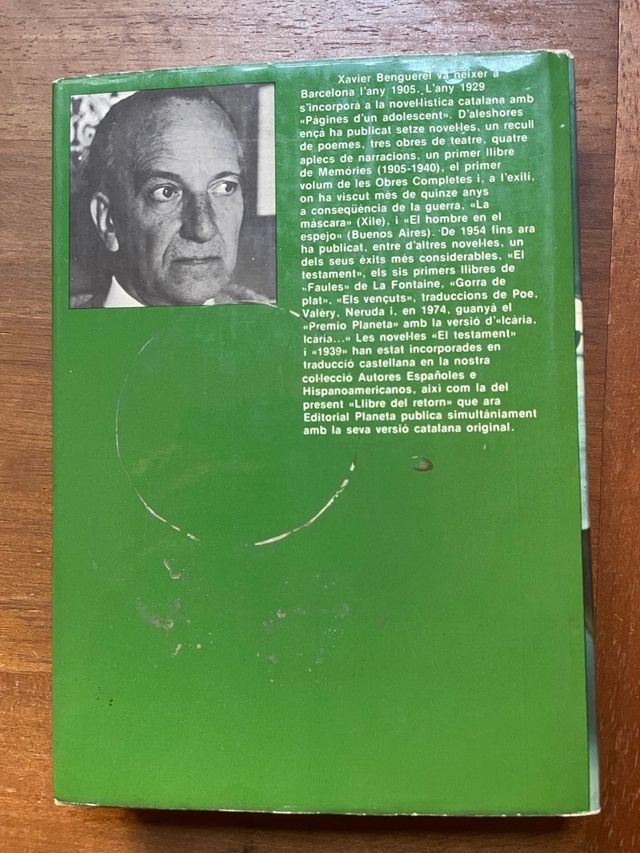 Xavier Benguerel va néixer a
Barcelona l'any 1905. L'any 1929
s'incorporà a la novel·lística catalana amb
«Pàgines d'un adolescent». D'aleshores
ençà ha publicat setze novel·les, un recull
de poemes, tres obres de teatre, quatre
aplecs de narracions, un primer llibre
de Memòries (1905-1940), el primer
volum de les Obres Completes i, a l'exili,
on ha viscut més de quinze anys
a conseqüència de la guerra, «La
màscara» (Xile), i «El hombre en el
espejo» (Buenos Aires). De 1954 fins ara
ha publicat, entre d'altres novel·les, un
dels seus éxits més considerables, «El
testament», els sis primers llibres de
«Faules» de La Fontaine, «Gorra de
plat», «Els vençuts», traduccions de Poe,
Valéry, Neruda i, en 1974, guanyà el
«Premio Planeta» amb la versió d'«Icària,
Icària...» Les novel·les «El testament»
i «1939» han estat incorporades en
traducció castellana en la nostra
col·lecció Autores Españoles e
Hispanoamericanos, així com la del
present «Llibre del retorn» que ara
Editorial Planeta publica simultàniament
amb la seva versió catalana original.